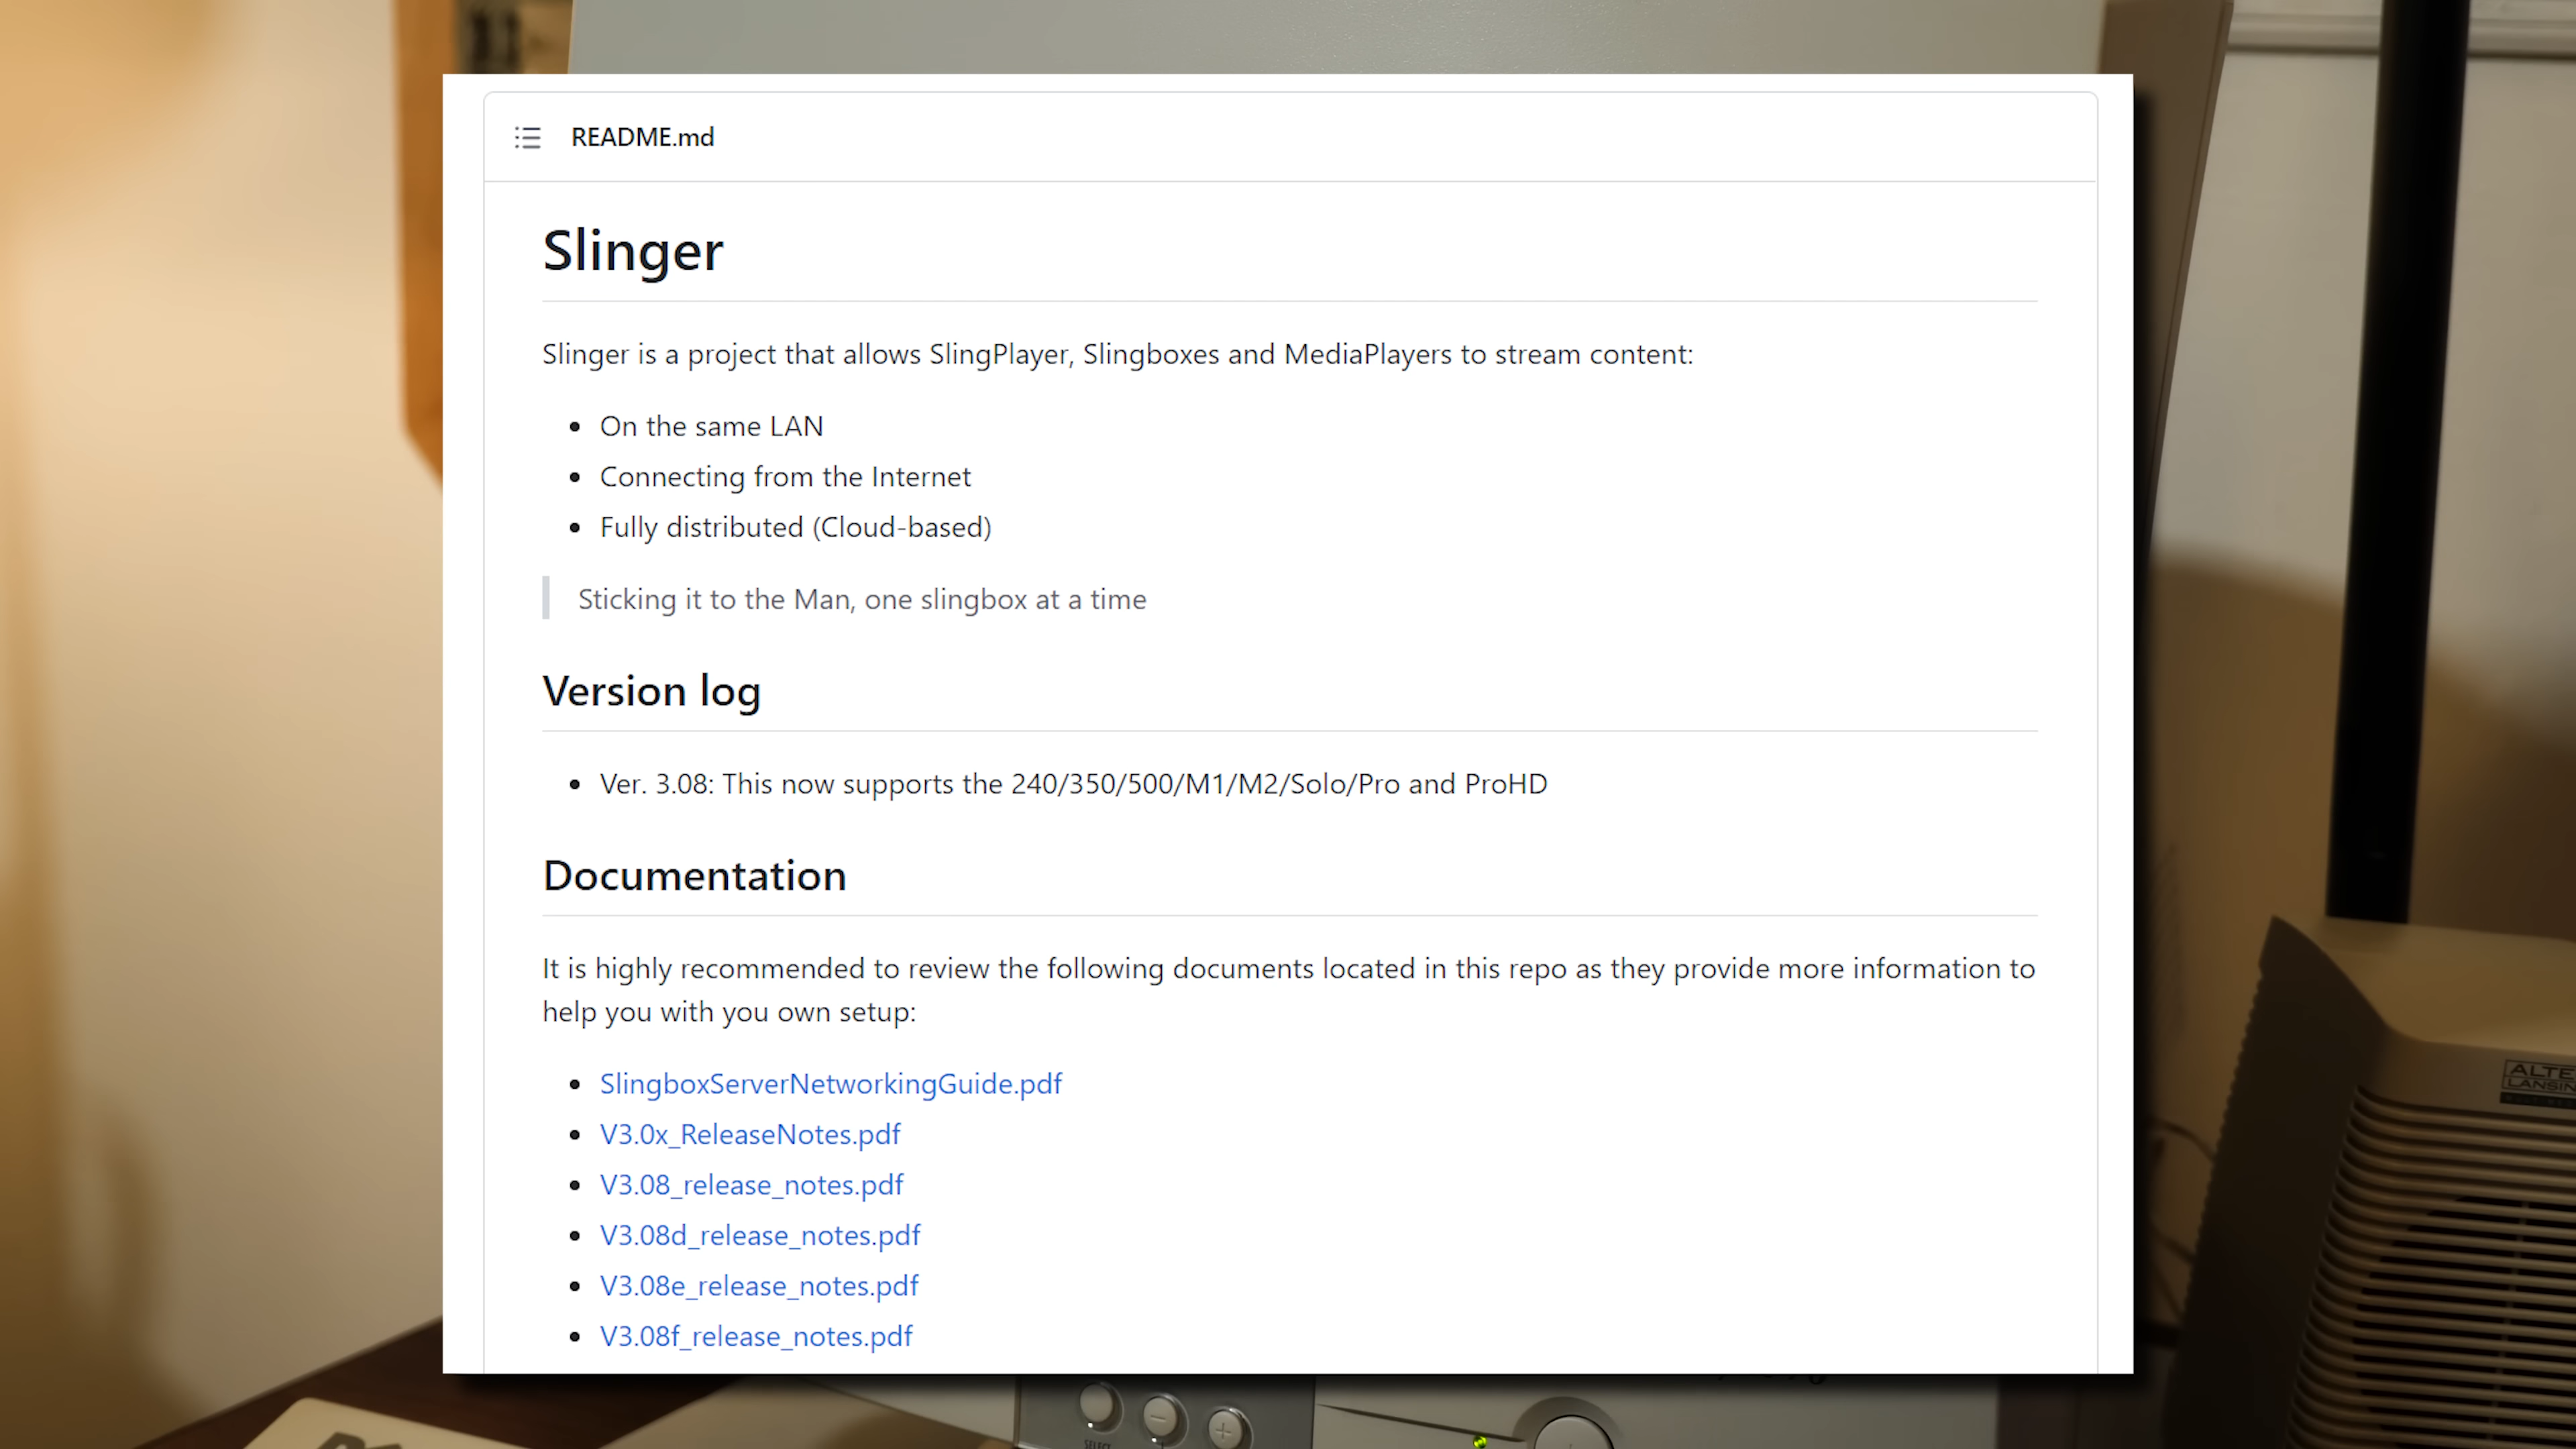 README.md
Slinger
Slinger is a project that allows SlingPlayer, Slingboxes and MediaPlayers to stream content:
On the same LAN
Connecting from the Internet
Fully distributed (Cloud-based)
Sticking it to the Man, one slingbox at a time
Version log
Ver. 3.08: This now supports the 240/350/500/M1/M2/Solo/Pro and ProHD
Documentation
It is highly recommended to review the following documents located in this repo as they provide more information to
help you with you own setup:
SlingboxServerNetworkingGuide.pdf
V3.0x_ReleaseNotes.pdf
V3.08_release_notes.pdf
V3.08d_release_notes.pdf
V3.08e_release_notes.pdf
V3.08f_release_notes.pdf
ALTE
LANSIN
SELECT